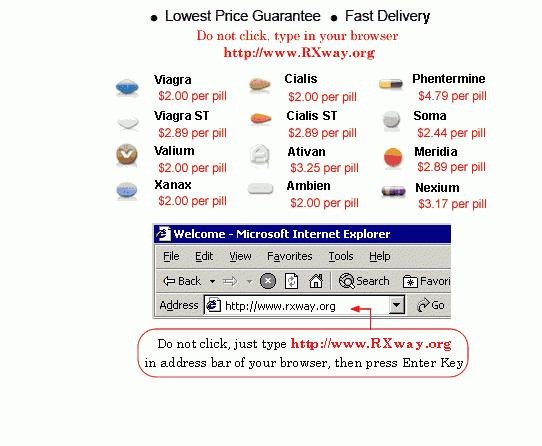 ● Lowest Price Guarantee ● Fast Delivery
Do not click, type in your browser
http://www.RXway.org
Viagra Cialis Phentermine
$2.00 per pill $2.00 per pill $4.79 per pill
Viagra ST Cialis ST Soma
$2.89 per pill $2.89 per pill $2.44 per pill
Valium Ativan Meridia
$2.00 per pill $3.25 per pill $2.89 per pill
Xanax Ambien Nexium
$2.00 per pill $2.00 per pill $3.17 per pill
Welcome - Microsoft Internet Explorer
File Edit View Favorites Tools Help
Back Search Favori
Address http://www.rxway.org Go
Do not click, just type http://www.RXway.org
in address bar of your browser, then press Enter Key